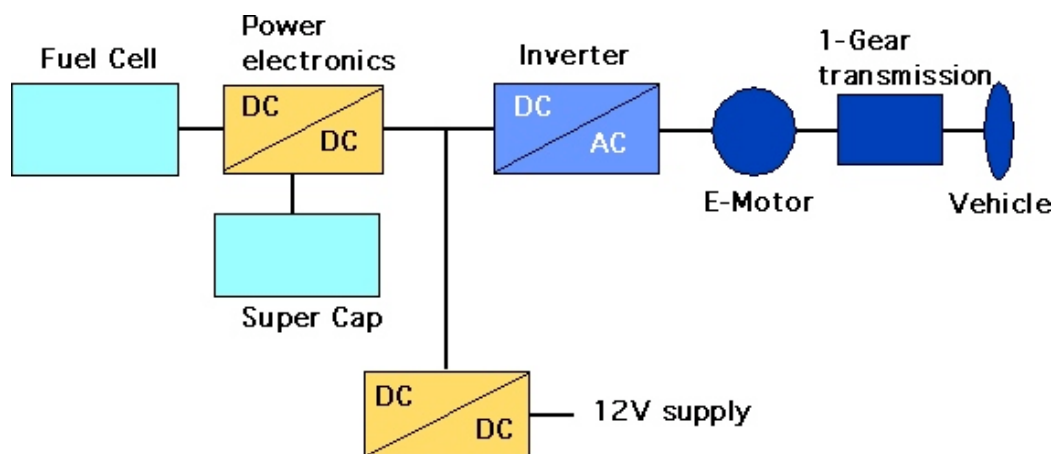 Fuel Cell
Power
electronics
DC
DC
Inverter
DC
AC
E-Motor
1-Gear
transmission
Vehicle
Super Cap
DC
DC
12V supply